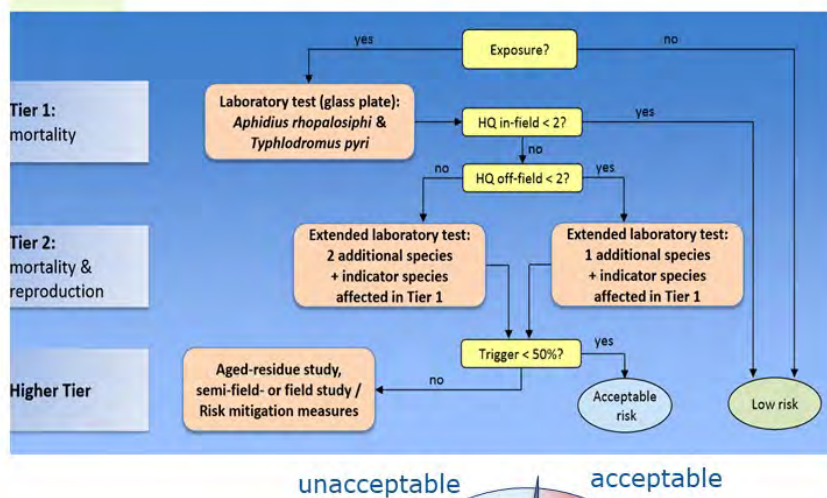 yes
Exposure?
no
Tier 1:
mortality
Laboratory test (glass plate):
Aphidius rhopalosiphi &
Typhlodromus pyri
HQ in-field < 2?
yes
no
no
HQ off-field < 2?
yes
Tier 2:
mortality &
reproduction
Extended laboratory test:
2 additional species
+ indicator species
affected in Tier 1
Extended laboratory test:
1 additional species
+ indicator species
affected in Tier 1
Trigger < 50%?
yes
no
Higher Tier
Aged-residue study,
semi-field- or field study /
Risk mitigation measures
Acceptable
risk
Low risk
unacceptable
acceptable